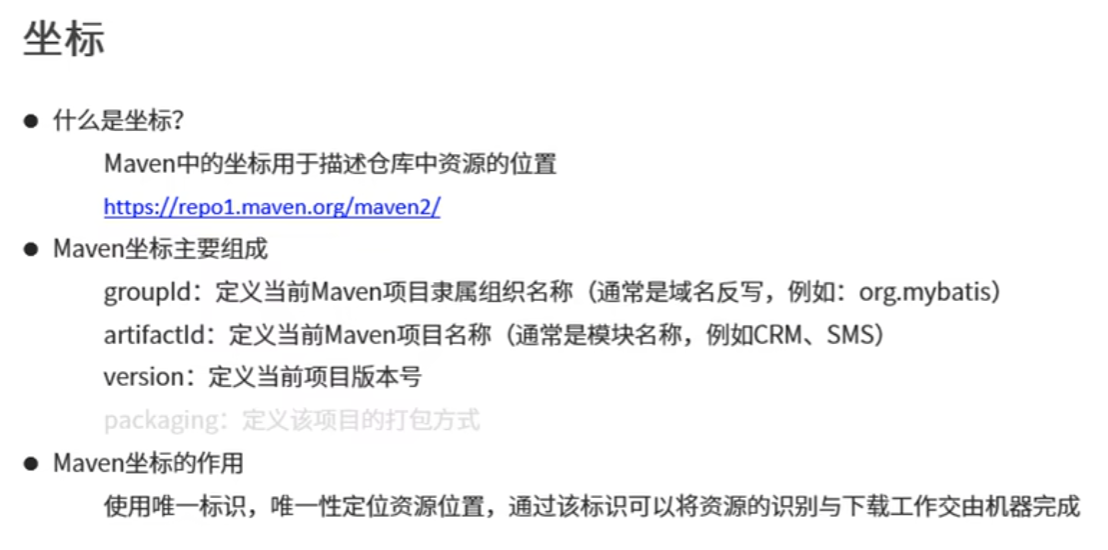 坐标
● 什么是坐标？
Maven中的坐标用于描述仓库中资源的位置
https://repo1.maven.org/maven2/
● Maven坐标主要组成
groupId：定义当前Maven项目隶属组织名称（通常是域名反写，例如：org.mybatis）
artifactId：定义当前Maven项目名称（通常是模块名称，例如CRM、SMS）
version：定义当前项目版本号
packaging：定义该项目的打包方式
● Maven坐标的作用
使用唯一标识，唯一性定位资源位置，通过该标识可以将资源的识别与下载工作交由机器完成